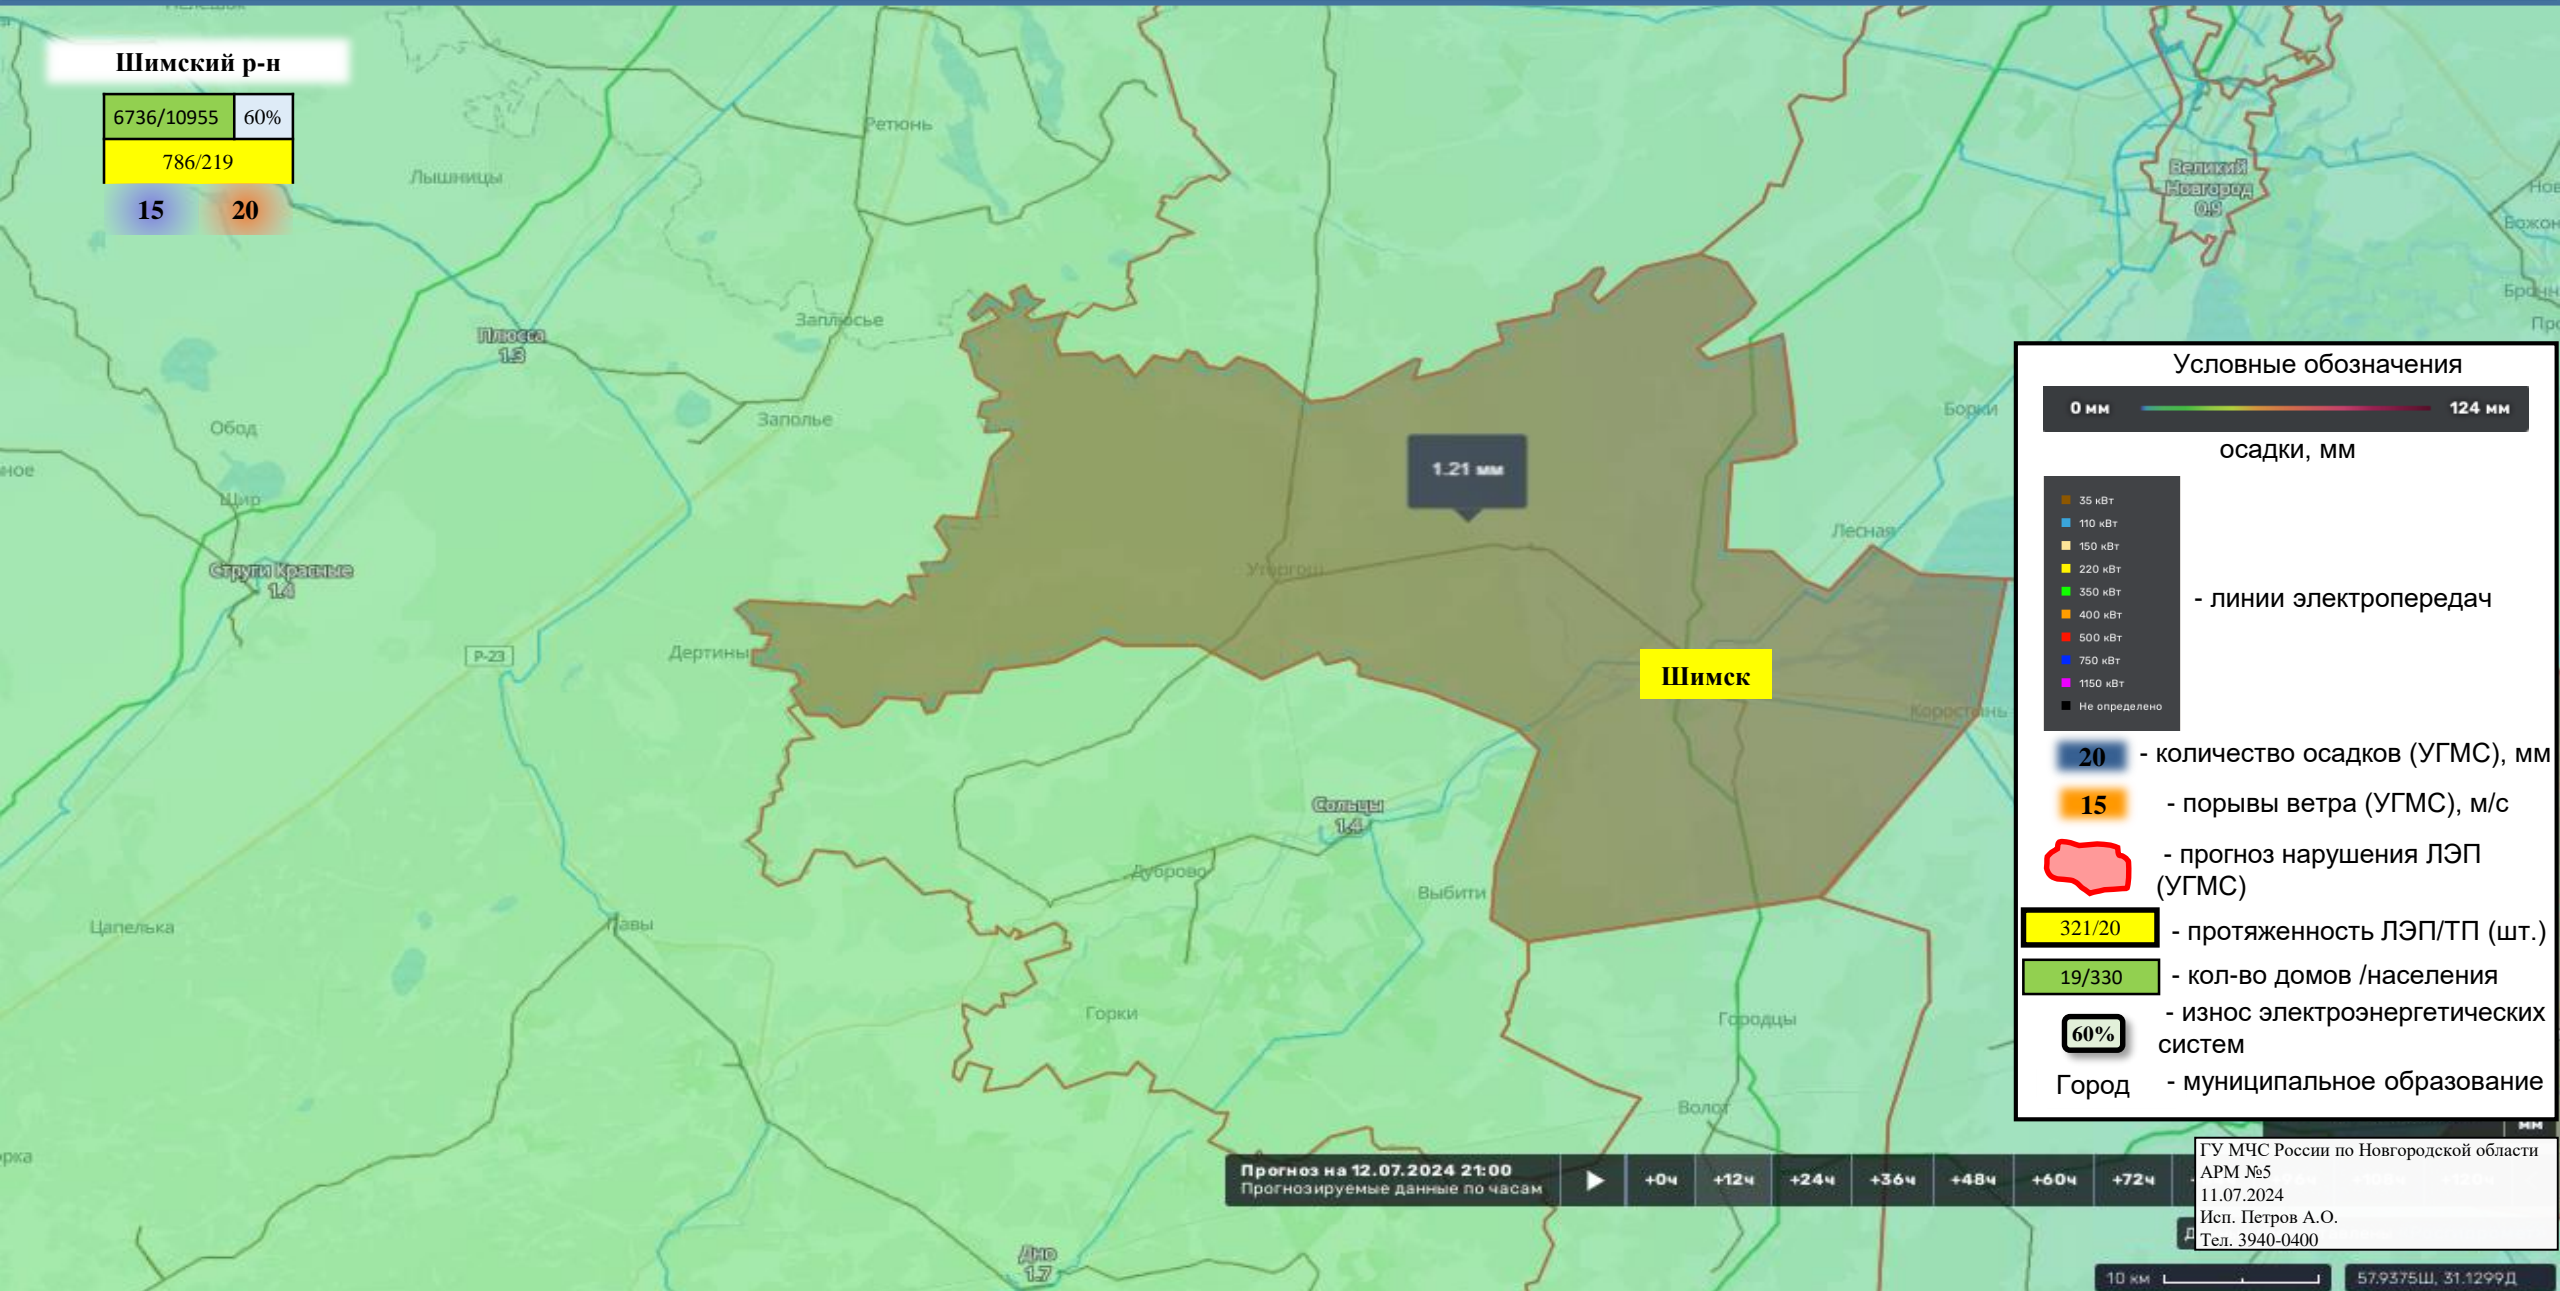 Шимский р-н
6736/10955 60%
786/219
15 20
Ретюнь
Лышницы
Великий
Новгород
0.9
Заплюсье
Плюсса
1.3
Заполье
Обод
Щир
Струги Красные
1.4
Борки
1.21 мм
Лесная
Уторгош
Р-23
Дертины
Шимск
Коростынь
Сольцы
1.4
Дуброво
Выбити
Цапелька
Павы
Горки
Городцы
Волот
Дно
1.7
Условные обозначения
0 мм 124 мм
осадки, мм
35 кВт
110 кВт
150 кВт
220 кВт
350 кВт
400 кВт
500 кВт
750 кВт
1150 кВт
Не определено
- линии электропередач
20 - количество осадков (УГМС), мм
15 - порывы ветра (УГМС), м/с
- прогноз нарушения ЛЭП
(УГМС)
321/20 - протяженность ЛЭП/ТП (шт.)
19/330 - кол-во домов /населения
- износ электроэнергетических
60% систем
Город - муниципальное образование
мм
Прогноз на 12.07.2024 21:00
Прогнозируемые данные по часам
+0ч +12ч +24ч +36ч +48ч +60ч +72ч
ГУ МЧС России по Новгородской области
АРМ №5
11.07.2024
Исп. Петров А.О.
Тел. 3940-0400
10 км
57.9375Ш, 31.1299Д